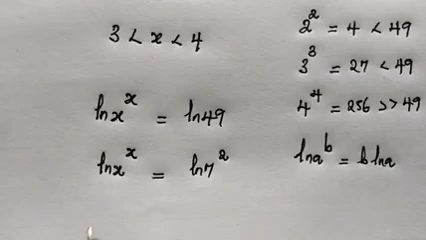 3 < x < 4
ln x^x = ln 49
ln x^x = ln 7^2
2^2 = 4 < 49
3^3 = 27 < 49
4^4 = 256 >> 49
ln a^b = b ln a